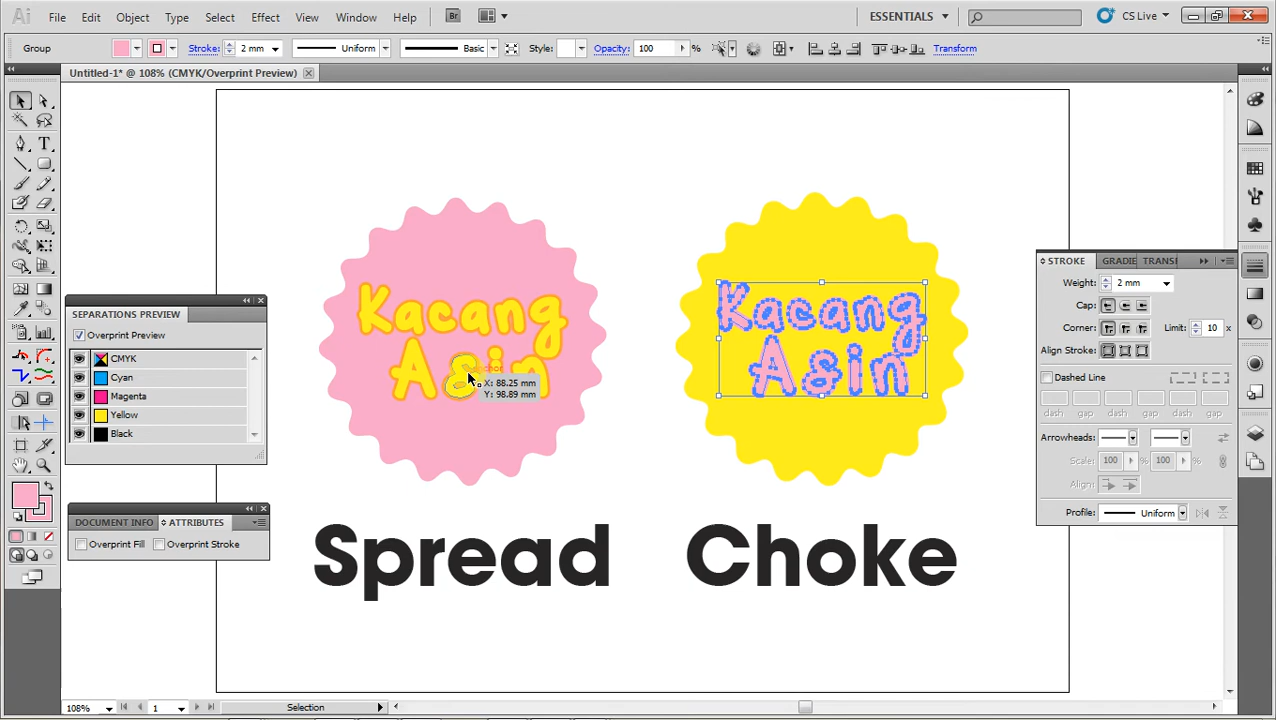 Ai File Edit Object Type Select Effect View Window Help Br ESSENTIALS CS Live
Group Stroke: 2 mm Uniform Basic Style: Opacity: 100 % Transform
Untitled-1* @ 108% (CMYK/Overprint Preview)
SEPARATIONS PREVIEW
Overprint Preview
CMYK
Cyan
Magenta
Yellow
Black
DOCUMENT INFO ATTRIBUTES
Overprint Fill Overprint Stroke
Kacang
Asin
anchor
X: 88.25 mm
Y: 98.89 mm
Kacang
Asin
Spread Choke
STROKE GRADIE TRANSI
Weight: 2 mm
Cap:
Corner: Limit: 10 x
Align Stroke:
Dashed Line
dash gap dash gap dash gap
Arrowheads:
Scale: 100 % 100 %
Align:
Profile: Uniform
108% 1 Selection